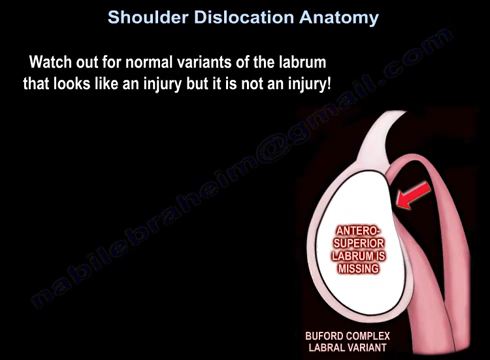 Shoulder Dislocation Anatomy
Watch out for normal variants of the labrum
that looks like an injury but it is not an injury!
nabilebraheim@gmail.com
ANTERO-
SUPERIOR
LABRUM IS
MISSING
BUFORD COMPLEX
LABRAL VARIANT